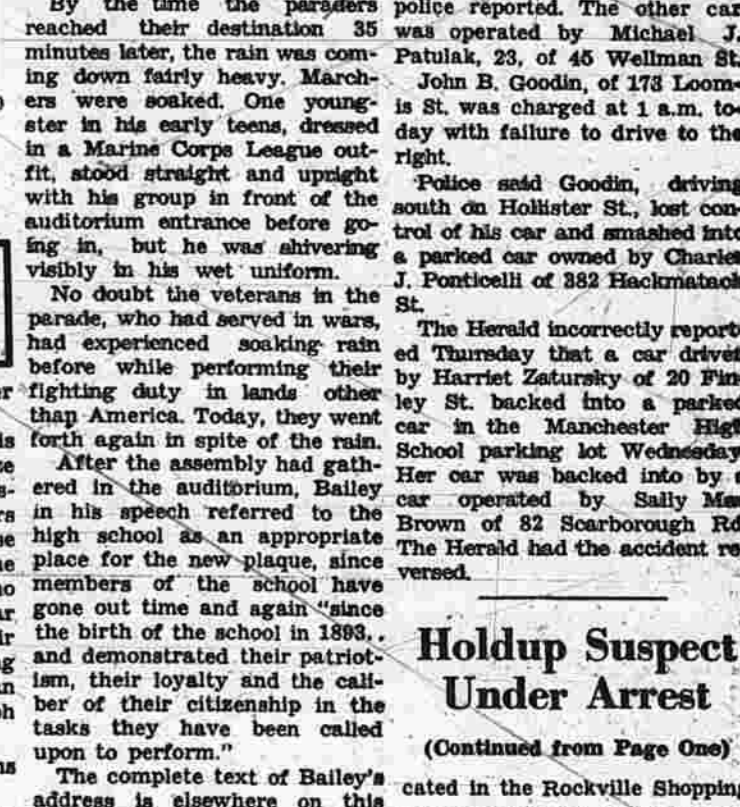 By the time the paraders
reached their destination 35
minutes later, the rain was com-
ing down fairly heavy. March-
ers were soaked. One young-
ster in his early teens, dressed
in a Marine Corps League out-
fit, stood straight and upright
with his group in front of the
auditorium entrance before go-
ing in, but he was shivering
visibly in his wet uniform.
No doubt the veterans in the
parade, who had served in wars,
had experienced soaking rain
before while performing their
fighting duty in lands other
than America. Today, they went
forth again in spite of the rain.
After the assembly had gath-
ered in the auditorium, Bailey
in his speech referred to the
high school as an appropriate
place for the new plaque, since
members of the school have
gone out time and again "since
the birth of the school in 1893..
and demonstrated their patriot-
ism, their loyalty and the cali-
ber of their citizenship in the
tasks they have been called
upon to perform."
The complete text of Bailey's
address is elsewhere on this
police reported. The other car
was operated by Michael J.
Patulak, 23, of 45 Wellman St.
John B. Goodin, of 173 Loom-
is St. was charged at 1 a.m. to-
day with failure to drive to the
right.
Police said Goodin, driving
south on Hollister St., lost con-
trol of his car and smashed into
a parked car owned by Charles
J. Ponticelli of 382 Hackmatack
St.
The Herald incorrectly report
ed Thursday that a car driver
by Harriet Zatursky of 20 Fin
ley St. backed into a parked
car in the Manchester High
School parking lot Wednesday
Her car was backed into by
car operated by Sally Mae
Brown of 82 Scarborough Rd
The Herald had the accident re
versed.
Holdup Suspect
Under Arrest
(Continued from Page One)
cated in the Rockville Shopping